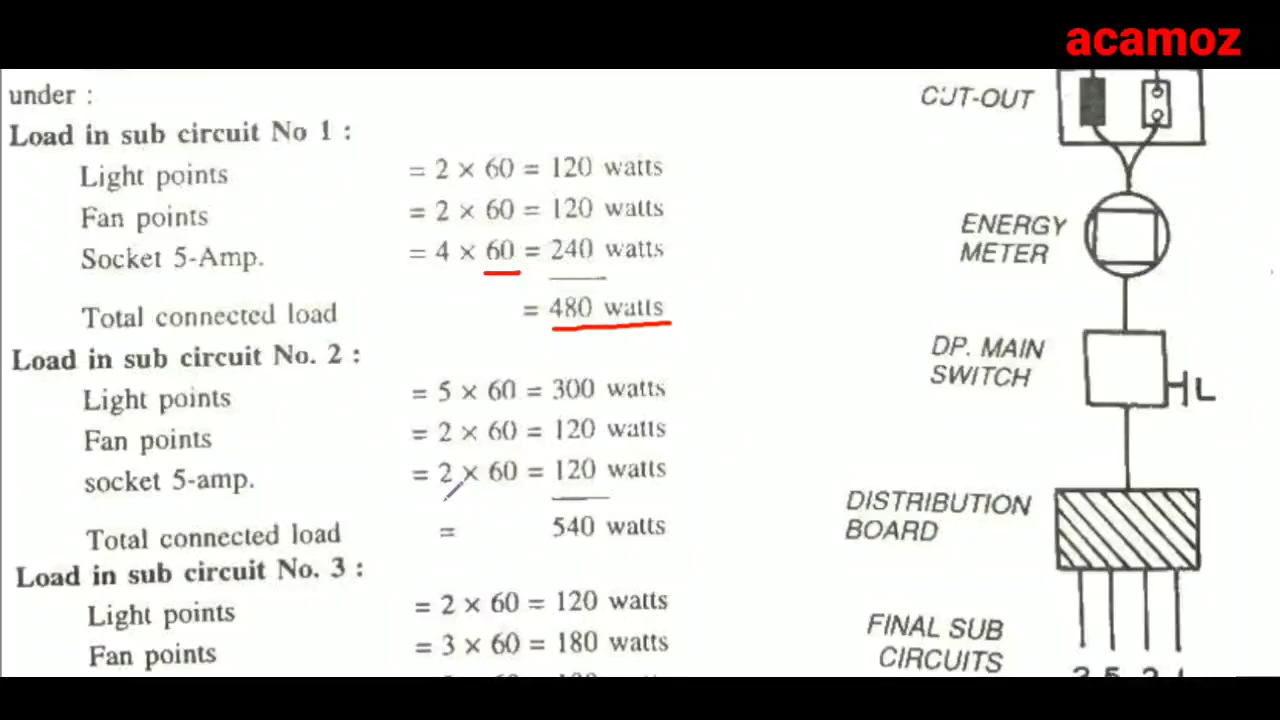 acamoz
under :
Load in sub circuit No 1 :
Light points = 2 × 60 = 120 watts
Fan points = 2 × 60 = 120 watts
Socket 5-Amp. = 4 × 60 = 240 watts
Total connected load = 480 watts
Load in sub circuit No. 2 :
Light points = 5 × 60 = 300 watts
Fan points = 2 × 60 = 120 watts
socket 5-amp. = 2 × 60 = 120 watts
Total connected load = 540 watts
Load in sub circuit No. 3 :
Light points = 2 × 60 = 120 watts
Fan points = 3 × 60 = 180 watts
CUT-OUT
ENERGY
METER
DP. MAIN
SWITCH
L
DISTRIBUTION
BOARD
FINAL SUB
CIRCUITS